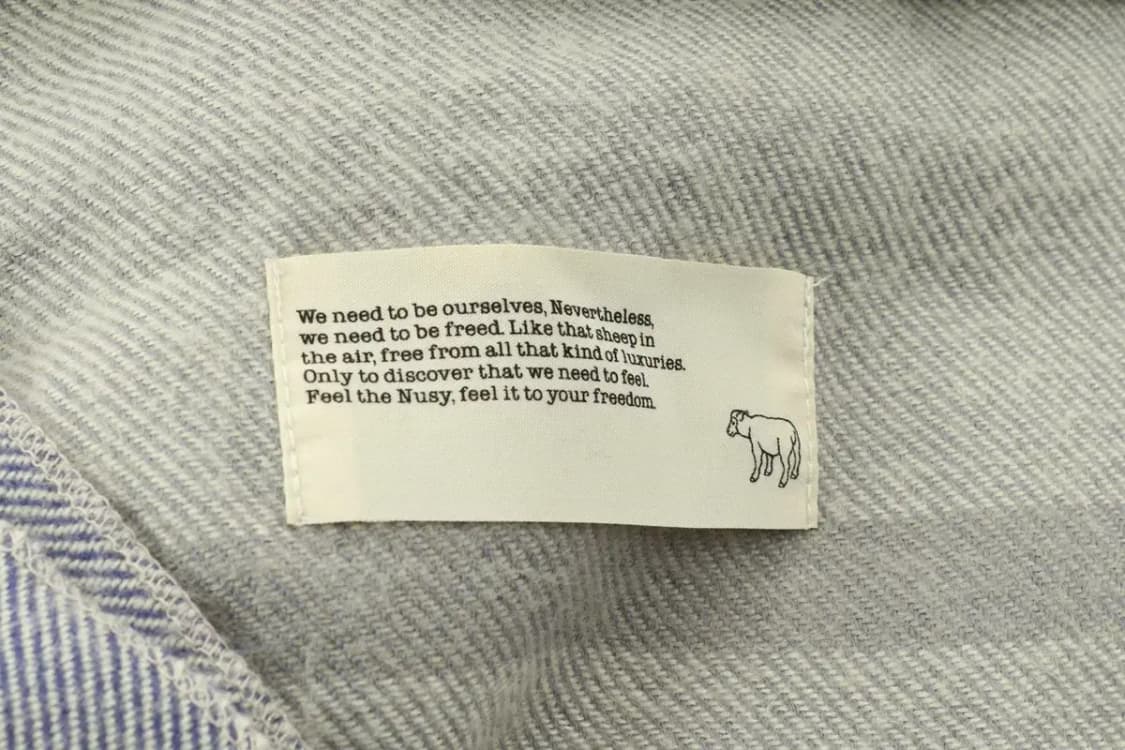 We need to be ourselves, Nevertheless,
we need to be freed. Like that sheep in
the air, free from all that kind of luxuries.
Only to discover that we need to feel.
Feel the Nusy, feel it to your freedom.